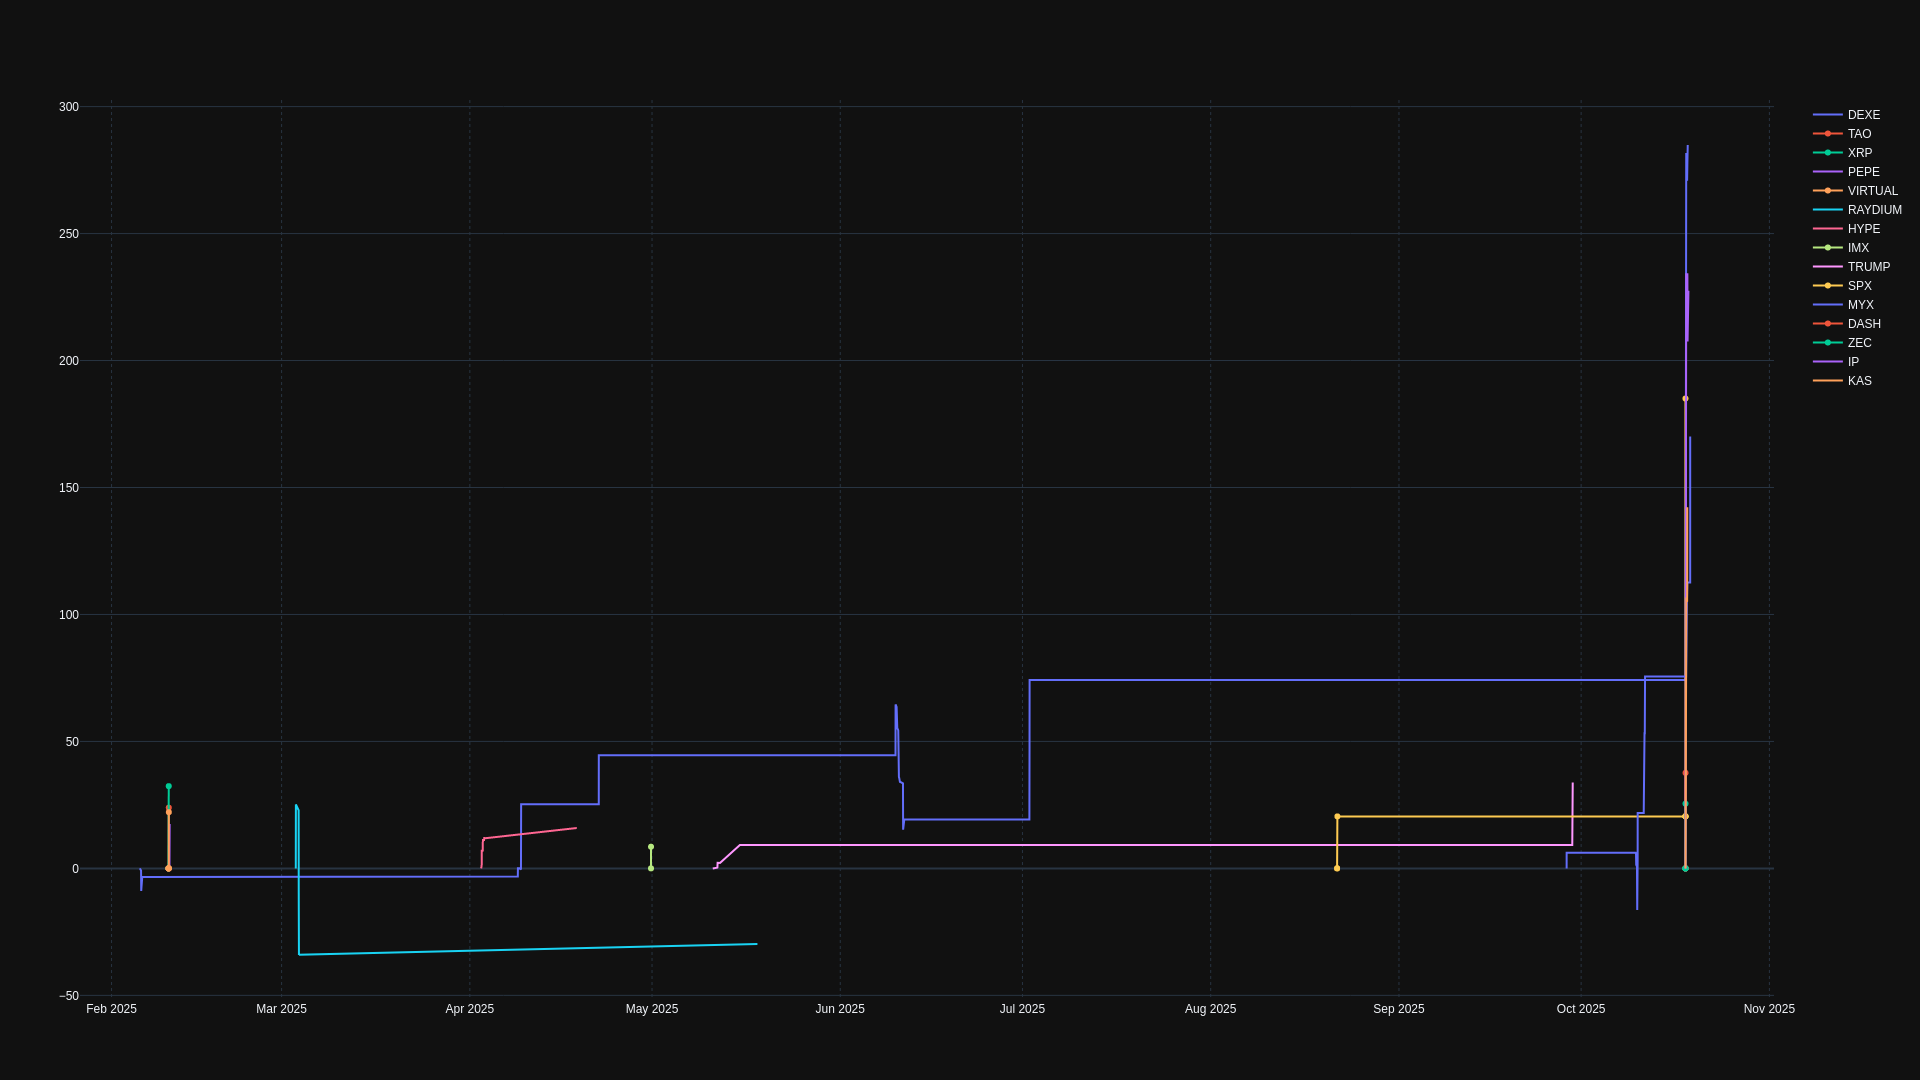 300
250
200
150
100
50
0
−50
Feb 2025 Mar 2025 Apr 2025 May 2025 Jun 2025 Jul 2025 Aug 2025 Sep 2025 Oct 2025 Nov 2025
DEXE
TAO
XRP
PEPE
VIRTUAL
RAYDIUM
HYPE
IMX
TRUMP
SPX
MYX
DASH
ZEC
IP
KAS